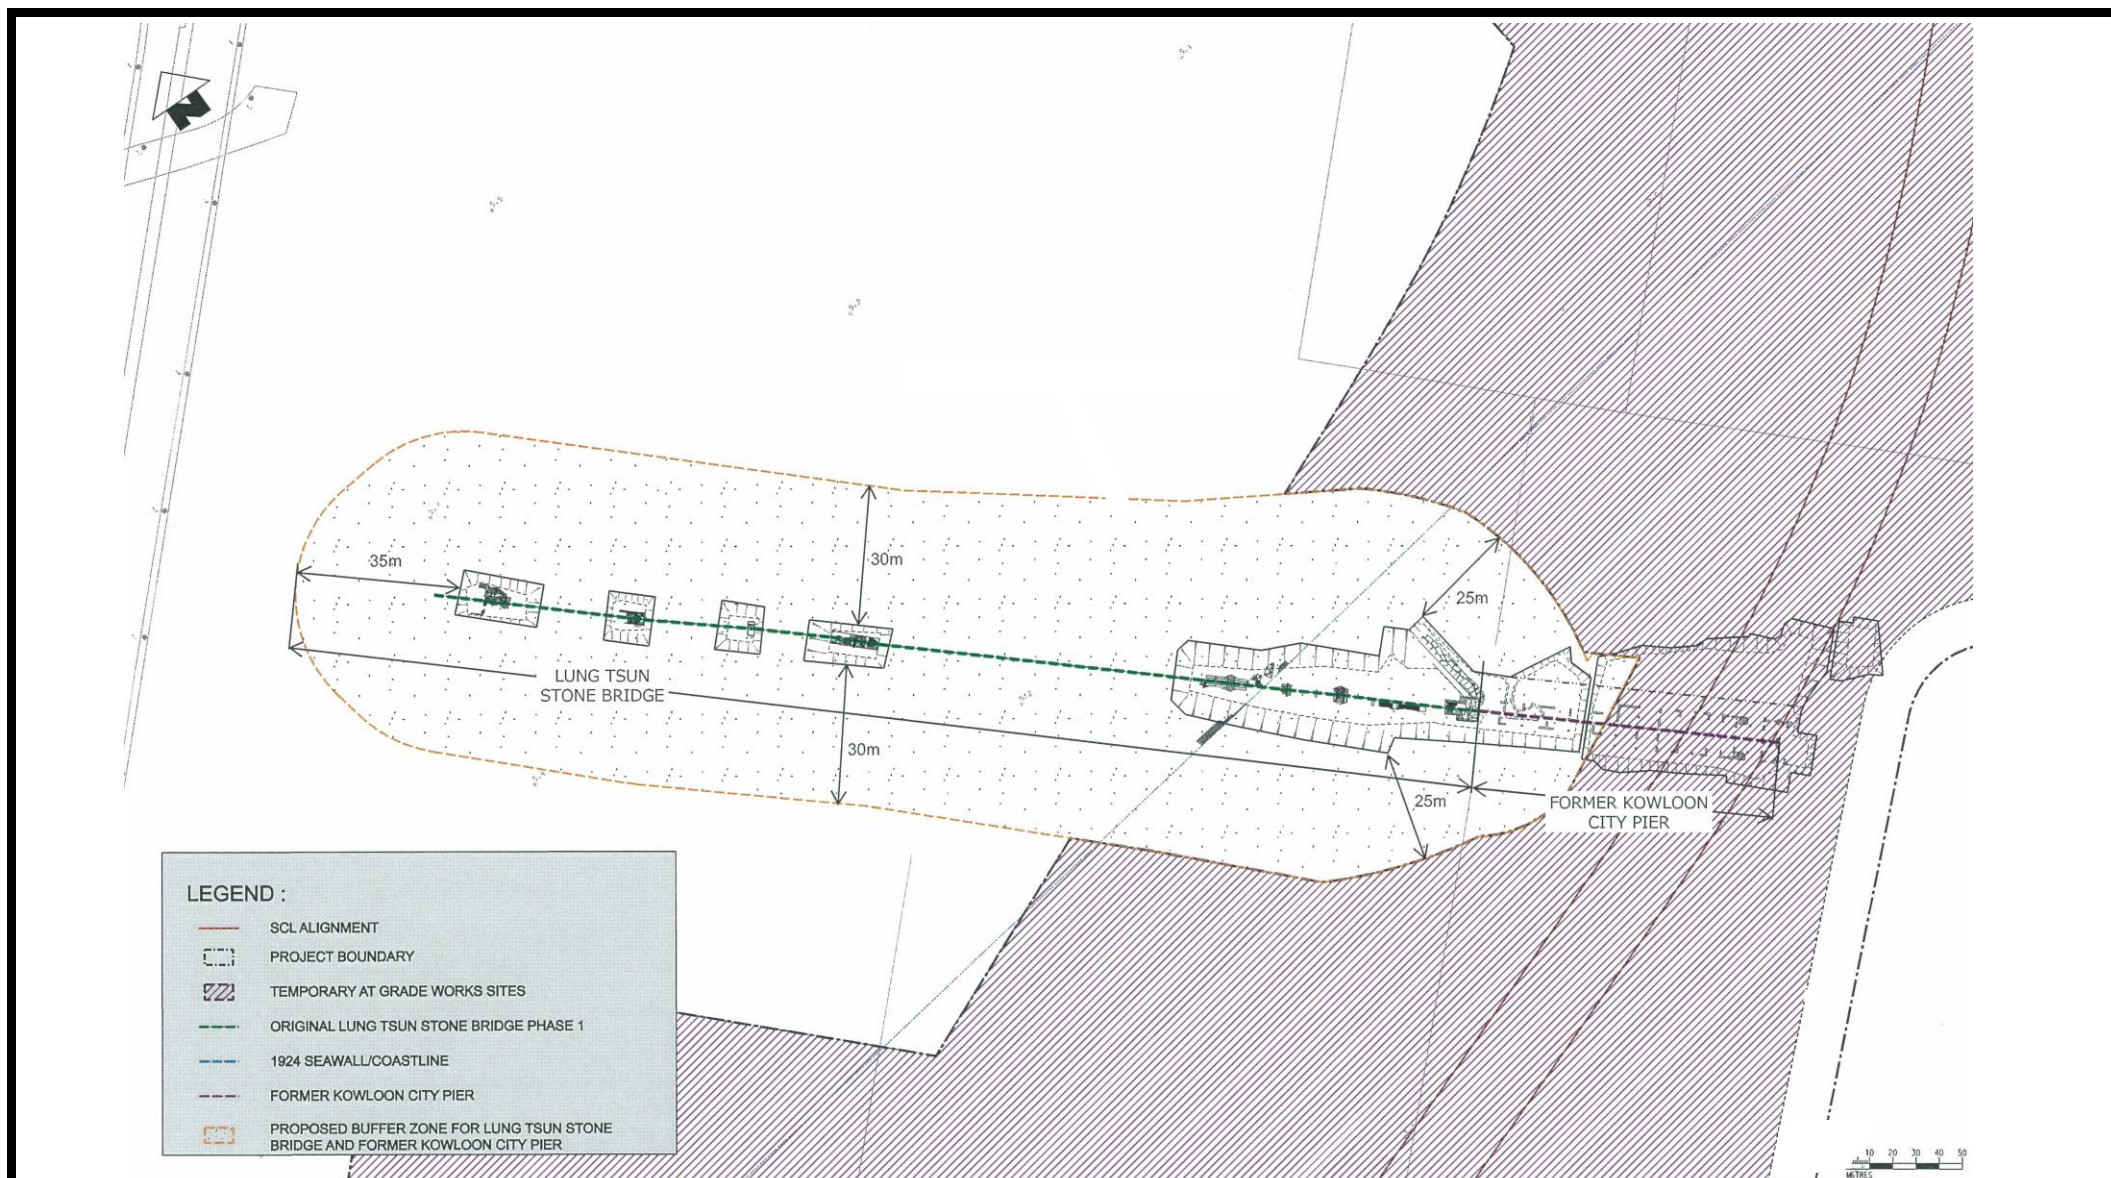 N
35m
30m
25m
LUNG TSUN
STONE BRIDGE
30m
25m
FORMER KOWLOON
CITY PIER
LEGEND :
SCL ALIGNMENT
PROJECT BOUNDARY
TEMPORARY AT GRADE WORKS SITES
ORIGINAL LUNG TSUN STONE BRIDGE PHASE 1
1924 SEAWALL/COASTLINE
FORMER KOWLOON CITY PIER
PROPOSED BUFFER ZONE FOR LUNG TSUN STONE
BRIDGE AND FORMER KOWLOON CITY PIER
10 20 30 40 50
METRES